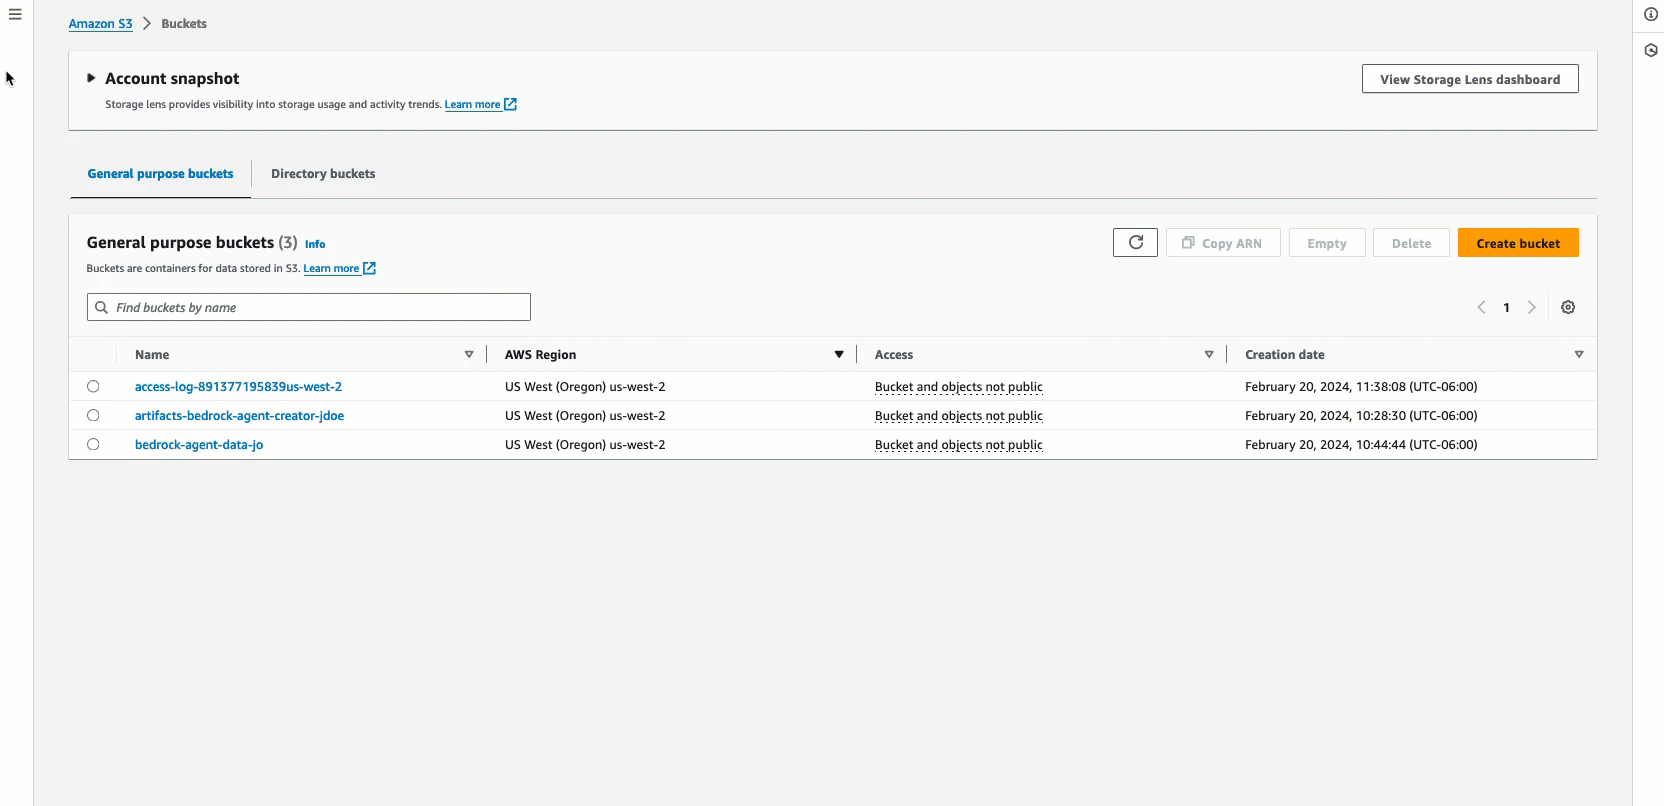 Amazon S3 > Buckets
Account snapshot
View Storage Lens dashboard
Storage lens provides visibility into storage usage and activity trends. Learn more
General purpose buckets
Directory buckets
General purpose buckets (3) Info
Copy ARN
Empty
Delete
Create bucket
Buckets are containers for data stored in S3. Learn more
Find buckets by name
1
Name AWS Region Access Creation date
access-log-891377195839us-west-2 US West (Oregon) us-west-2 Bucket and objects not public February 20, 2024, 11:38:08 (UTC-06:00)
artifacts-bedrock-agent-creator-jdoe US West (Oregon) us-west-2 Bucket and objects not public February 20, 2024, 10:28:30 (UTC-06:00)
bedrock-agent-data-jo US West (Oregon) us-west-2 Bucket and objects not public February 20, 2024, 10:44:44 (UTC-06:00)